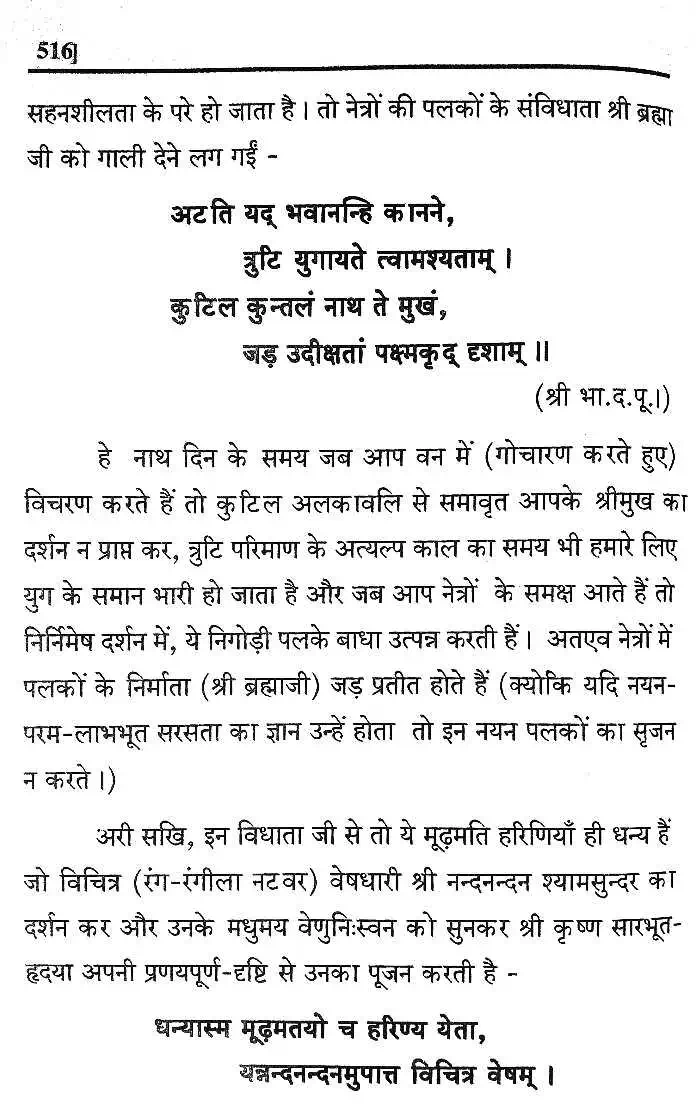 516]
सहनशीलता के परे हो जाता है। तो नेत्रों की पलकों के संविधाता श्री ब्रह्मा
जी को गाली देने लग गईं -
अटति यद् भवानन्हि कानने,
त्रुटि युगायते त्वामश्यताम् ।
कुटिल कुन्तलं नाथ ते मुखं,
जड़ उदीक्षतां पक्ष्मकृद् दृशाम् ॥
(श्री भा.द.पू.।)
हे नाथ दिन के समय जब आप वन में (गोचारण करते हुए)
विचरण करते हैं तो कुटिल अलकावलि से समावृत आपके श्रीमुख का
दर्शन न प्राप्त कर, त्रुटि परिमाण के अत्यल्प काल का समय भी हमारे लिए
युग के समान भारी हो जाता है और जब आप नेत्रों के समक्ष आते हैं तो
निर्निमेष दर्शन में, ये निगोड़ी पलके बाधा उत्पन्न करती हैं। अतएव नेत्रों में
पलकों के निर्माता (श्री ब्रह्माजी) जड़ प्रतीत होते हैं (क्योकि यदि नयन-
परम-लाभभूत सरसता का ज्ञान उन्हें होता तो इन नयन पलकों का सृजन
न करते।)
अरी सखि, इन विधाता जी से तो ये मूढ़मति हरिणियाँ ही धन्य हैं
जो विचित्र (रंग-रंगीला नटवर) वेषधारी श्री नन्दनन्दन श्यामसुन्दर का
दर्शन कर और उनके मधुमय वेणुनिःस्वन को सुनकर श्री कृष्ण सारभूत-
हृदया अपनी प्रणयपूर्ण-दृष्टि से उनका पूजन करती है -
धन्यास्म मूढ़मतयो च हरिण्य येता,
यन्नन्दनन्दनमुपात्त विचित्र वेषम् ।